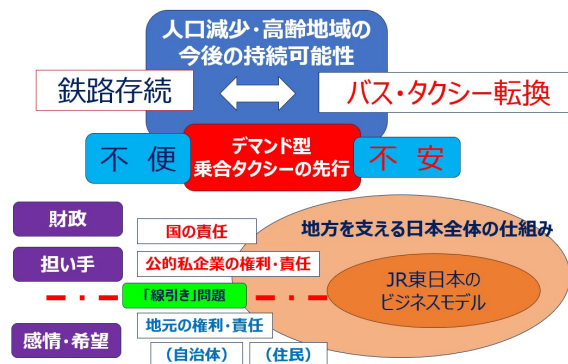 人口減少・高齢地域の
今後の持続可能性
鉄路存続
バス・タクシー転換
不 便
デマンド型
乗合タクシーの先行
不 安
財政
国の責任
地方を支える日本全体の仕組み
担い手
公的私企業の権利・責任
JR東日本の
ビジネスモデル
「線引き」問題
感情・希望
地元の権利・責任
（自治体）
（住民）